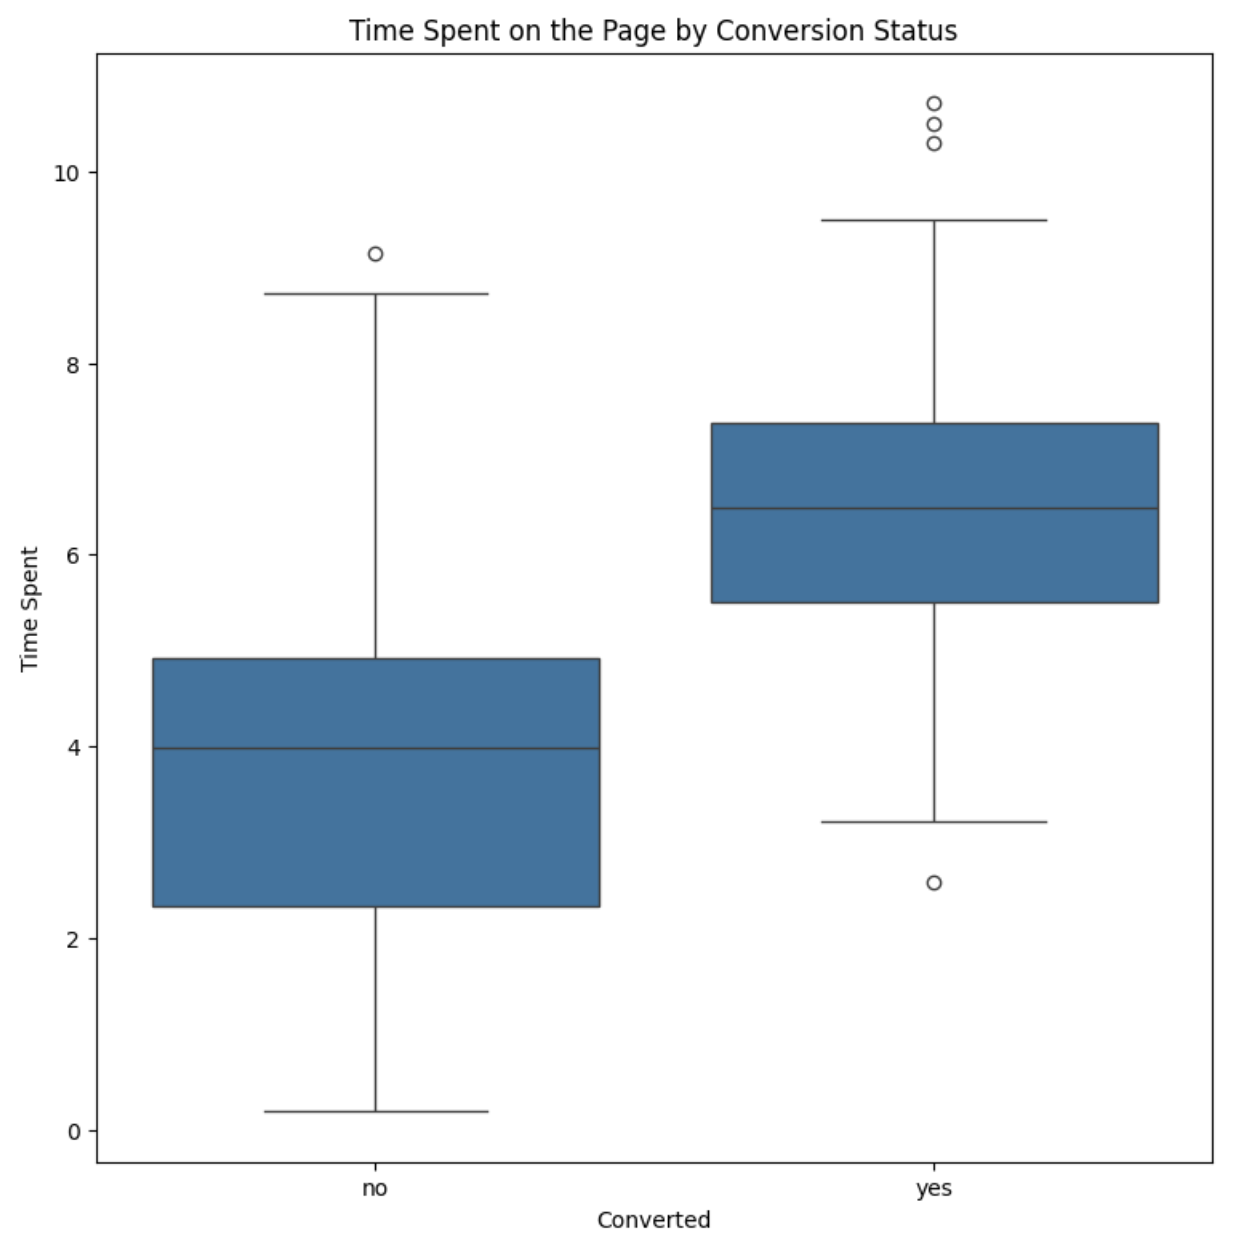 Time Spent on the Page by Conversion Status
10
8
6
4
2
0
Time Spent
no
yes
Converted